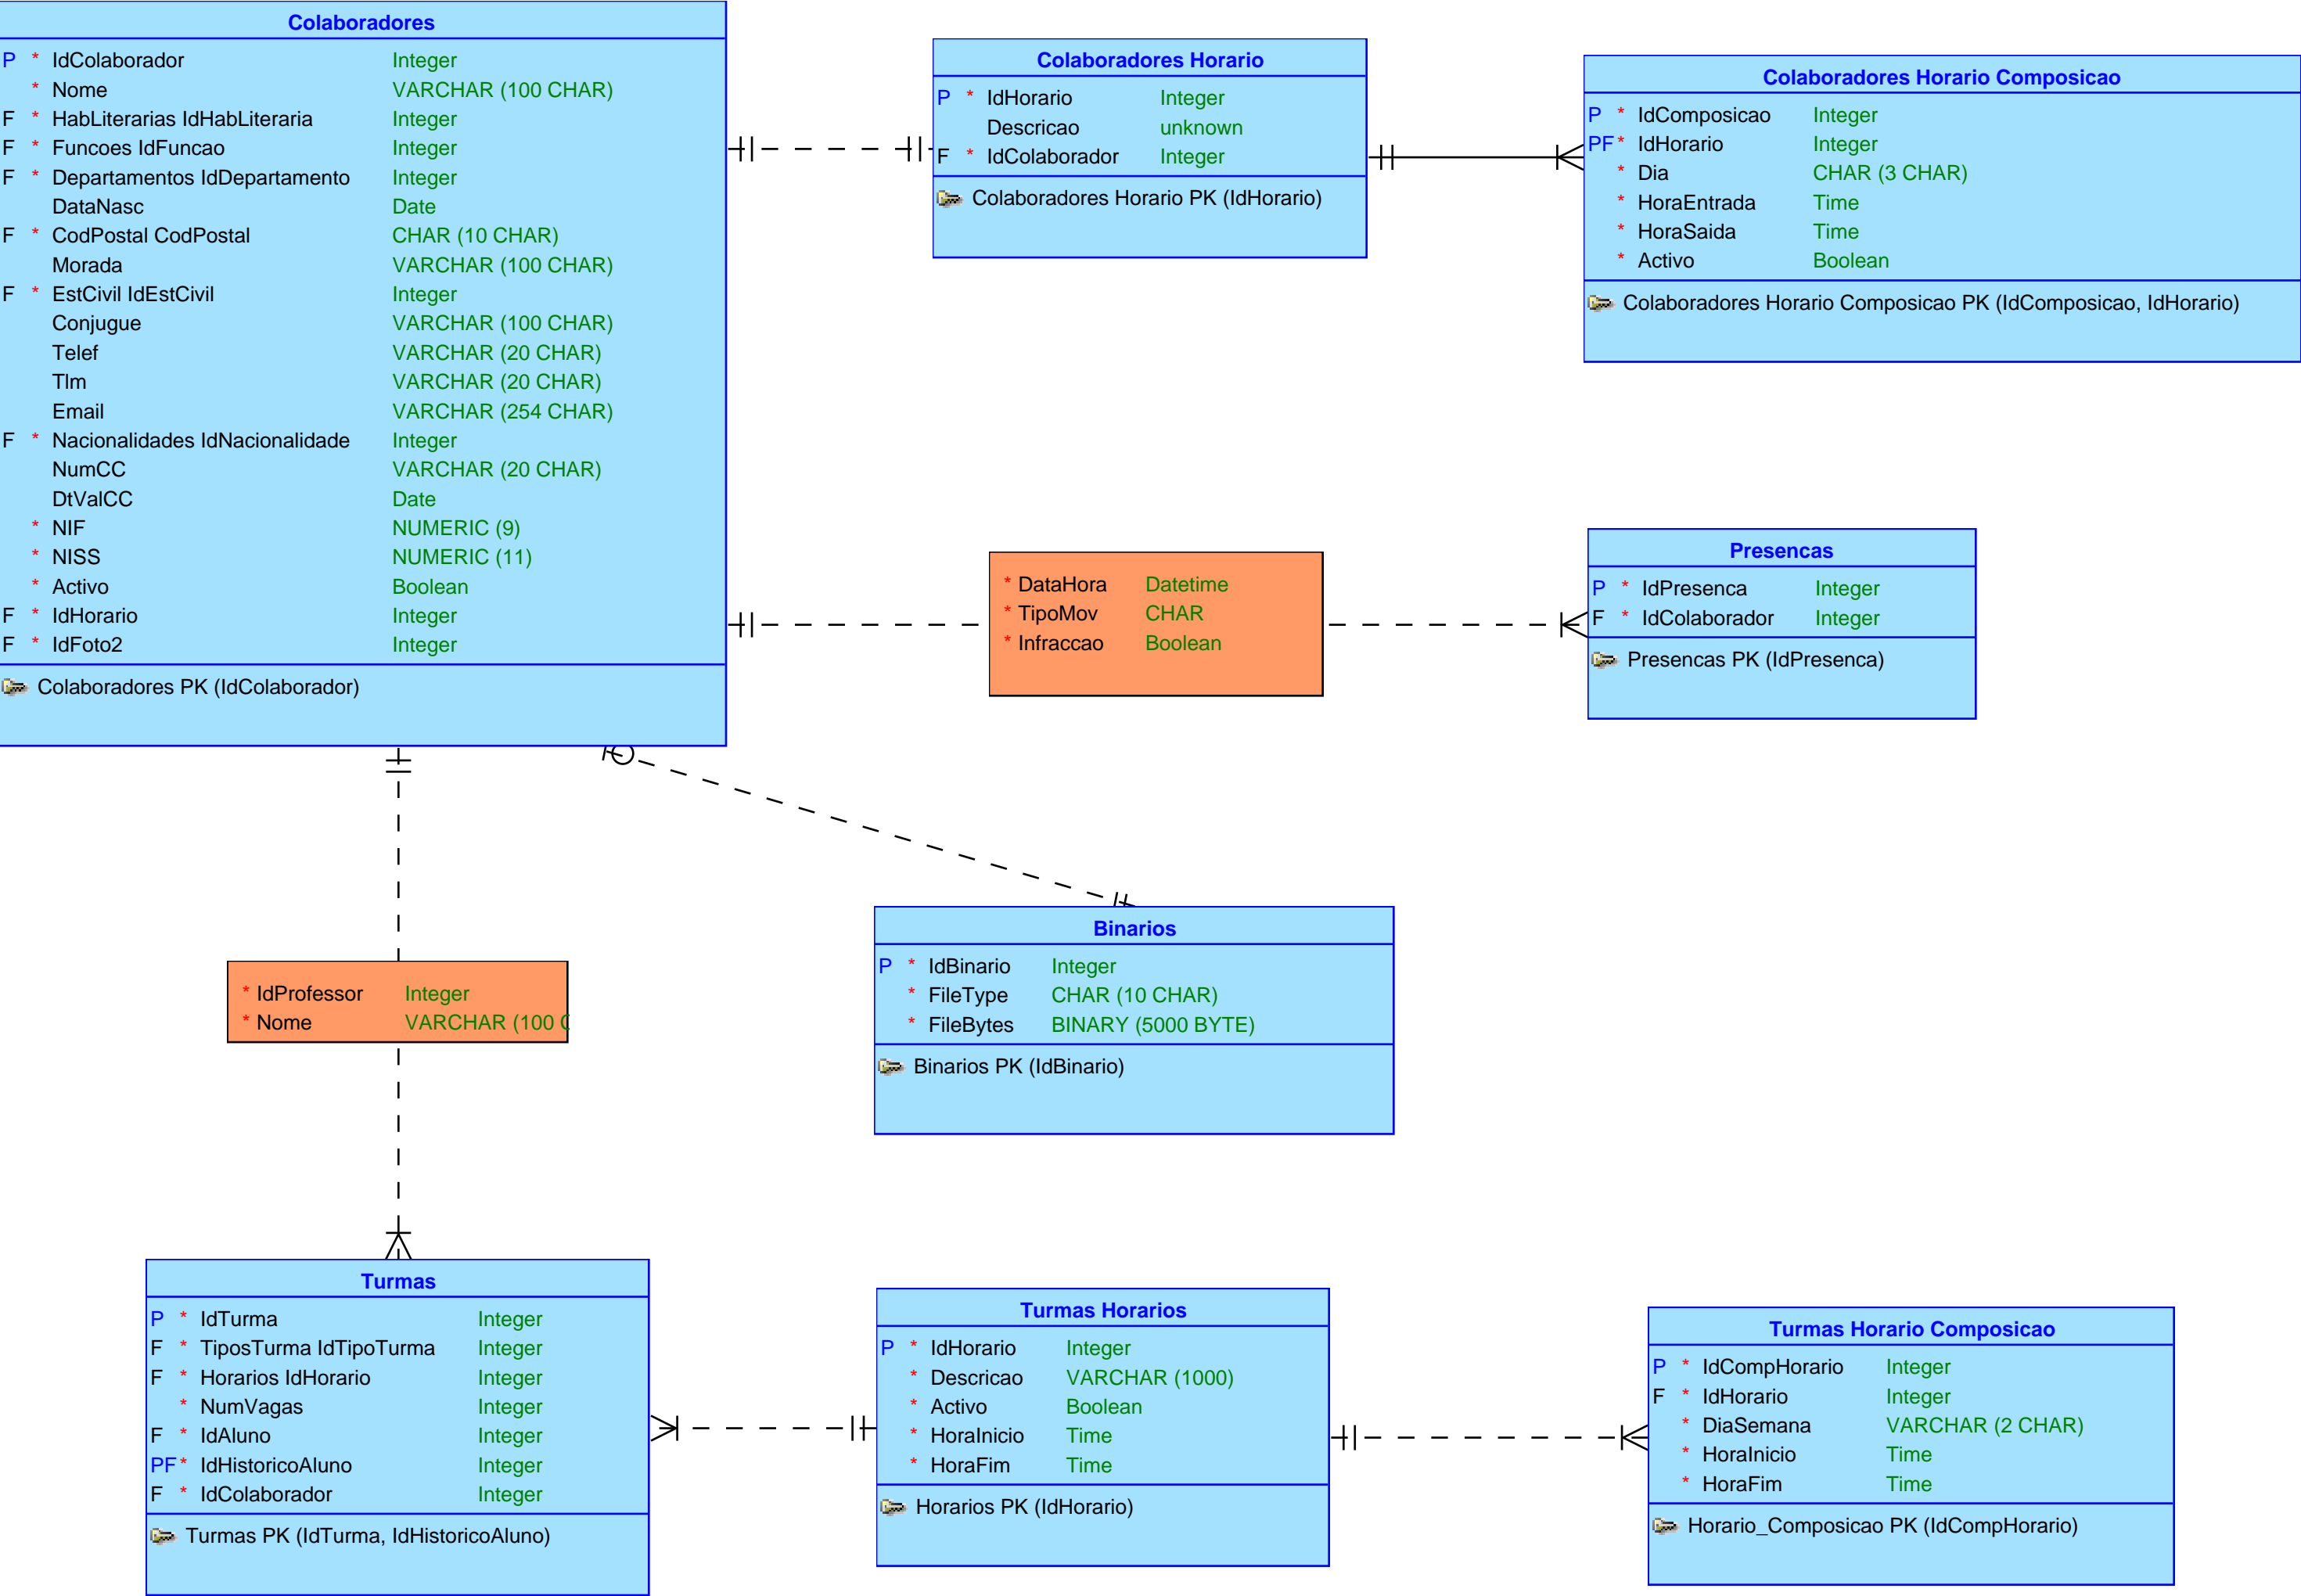 Colaboradores
P * IdColaborador Integer
* Nome VARCHAR (100 CHAR)
F * HabLiterarias IdHabLiteraria Integer
F * Funcoes IdFuncao Integer
F * Departamentos IdDepartamento Integer
DataNasc Date
F * CodPostal CodPostal CHAR (10 CHAR)
Morada VARCHAR (100 CHAR)
F * EstCivil IdEstCivil Integer
Conjugue VARCHAR (100 CHAR)
Telef VARCHAR (20 CHAR)
Tlm VARCHAR (20 CHAR)
Email VARCHAR (254 CHAR)
F * Nacionalidades IdNacionalidade Integer
NumCC VARCHAR (20 CHAR)
DtValCC Date
* NIF NUMERIC (9)
* NISS NUMERIC (11)
* Activo Boolean
F * IdHorario Integer
F * IdFoto2 Integer
Colaboradores PK (IdColaborador)
Colaboradores Horario
P * IdHorario Integer
Descricao unknown
F * IdColaborador Integer
Colaboradores Horario PK (IdHorario)
Colaboradores Horario Composicao
P * IdComposicao Integer
PF * IdHorario Integer
* Dia CHAR (3 CHAR)
* HoraEntrada Time
* HoraSaida Time
* Activo Boolean
Colaboradores Horario Composicao PK (IdComposicao, IdHorario)
* DataHora Datetime
* TipoMov CHAR
* Infraccao Boolean
Presencas
P * IdPresenca Integer
F * IdColaborador Integer
Presencas PK (IdPresenca)
Binarios
P * IdBinario Integer
* FileType CHAR (10 CHAR)
* FileBytes BINARY (5000 BYTE)
Binarios PK (IdBinario)
* IdProfessor Integer
* Nome VARCHAR (100
Turmas
P * IdTurma Integer
F * TiposTurma IdTipoTurma Integer
F * Horarios IdHorario Integer
* NumVagas Integer
F * IdAluno Integer
PF * IdHistoricoAluno Integer
F * IdColaborador Integer
Turmas PK (IdTurma, IdHistoricoAluno)
Turmas Horarios
P * IdHorario Integer
* Descricao VARCHAR (1000)
* Activo Boolean
* HoraInicio Time
* HoraFim Time
Horarios PK (IdHorario)
Turmas Horario Composicao
P * IdCompHorario Integer
F * IdHorario Integer
* DiaSemana VARCHAR (2 CHAR)
* HoraInicio Time
* HoraFim Time
Horario_Composicao PK (IdCompHorario)